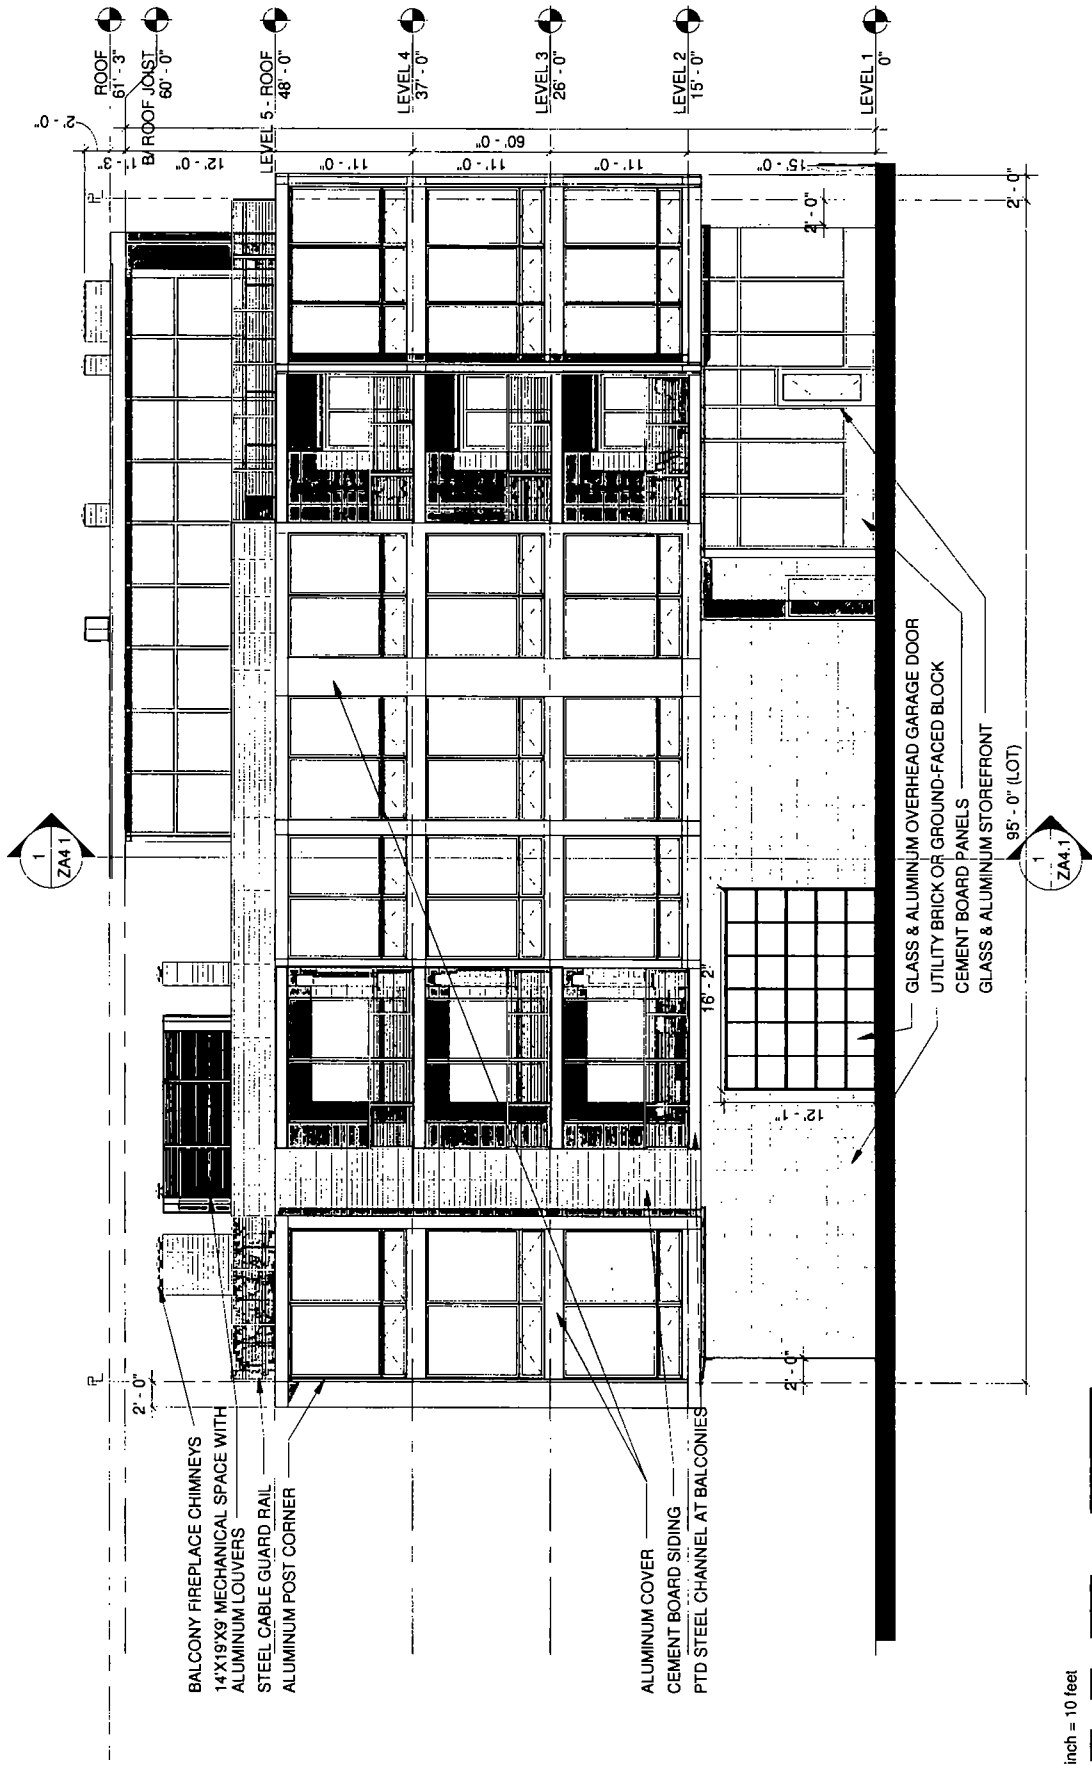 ROOF
61' - 3"
B/ ROOF JOIST
60' - 0"
LEVEL 5 - ROOF
48' - 0"
LEVEL 4
37' - 0"
LEVEL 3
26' - 0"
LEVEL 2
15' - 0"
LEVEL 1
0"
2' - 0"
1' - 3"
12' - 0"
11' - 0"
11' - 0"
11' - 0"
15' - 0"
60' - 0"
2' - 0"
2' - 0"
1
ZA4 1
1
ZA4.1
95' - 0" (LOT)
16' - 2"
12' - 1"
GLASS & ALUMINUM OVERHEAD GARAGE DOOR
UTILITY BRICK OR GROUND-FACED BLOCK
CEMENT BOARD PANELS
GLASS & ALUMINUM STOREFRONT
2' - 0"
2' - 0"
BALCONY FIREPLACE CHIMNEYS
14'X19'X9' MECHANICAL SPACE WITH
ALUMINUM LOUVERS
STEEL CABLE GUARD RAIL
ALUMINUM POST CORNER
ALUMINUM COVER
CEMENT BOARD SIDING
PTD STEEL CHANNEL AT BALCONIES
inch = 10 feet